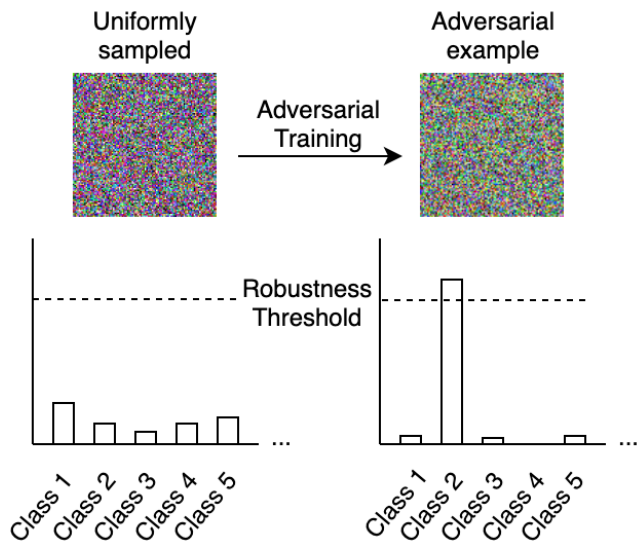 Uniformly
sampled
Adversarial
example
Adversarial
Training
Robustness
Threshold
Class 1
Class 2
Class 3
Class 4
Class 5
...
Class 1
Class 2
Class 3
Class 4
Class 5
...